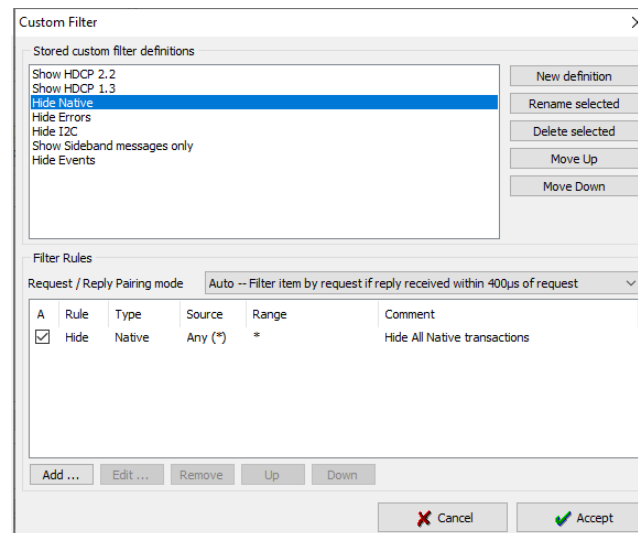 Custom Filter
Stored custom filter definitions
Show HDCP 2.2
Show HDCP 1.3
Hide Native
Hide Errors
Hide I2C
Show Sideband messages only
Hide Events
New definition
Rename selected
Delete selected
Move Up
Move Down
Filter Rules
Request / Reply Pairing mode Auto -- Filter item by request if reply received within 400µs of request
A Rule Type Source Range Comment
Hide Native Any (*) * Hide All Native transactions
Add ... Edit ... Remove Up Down
Cancel Accept